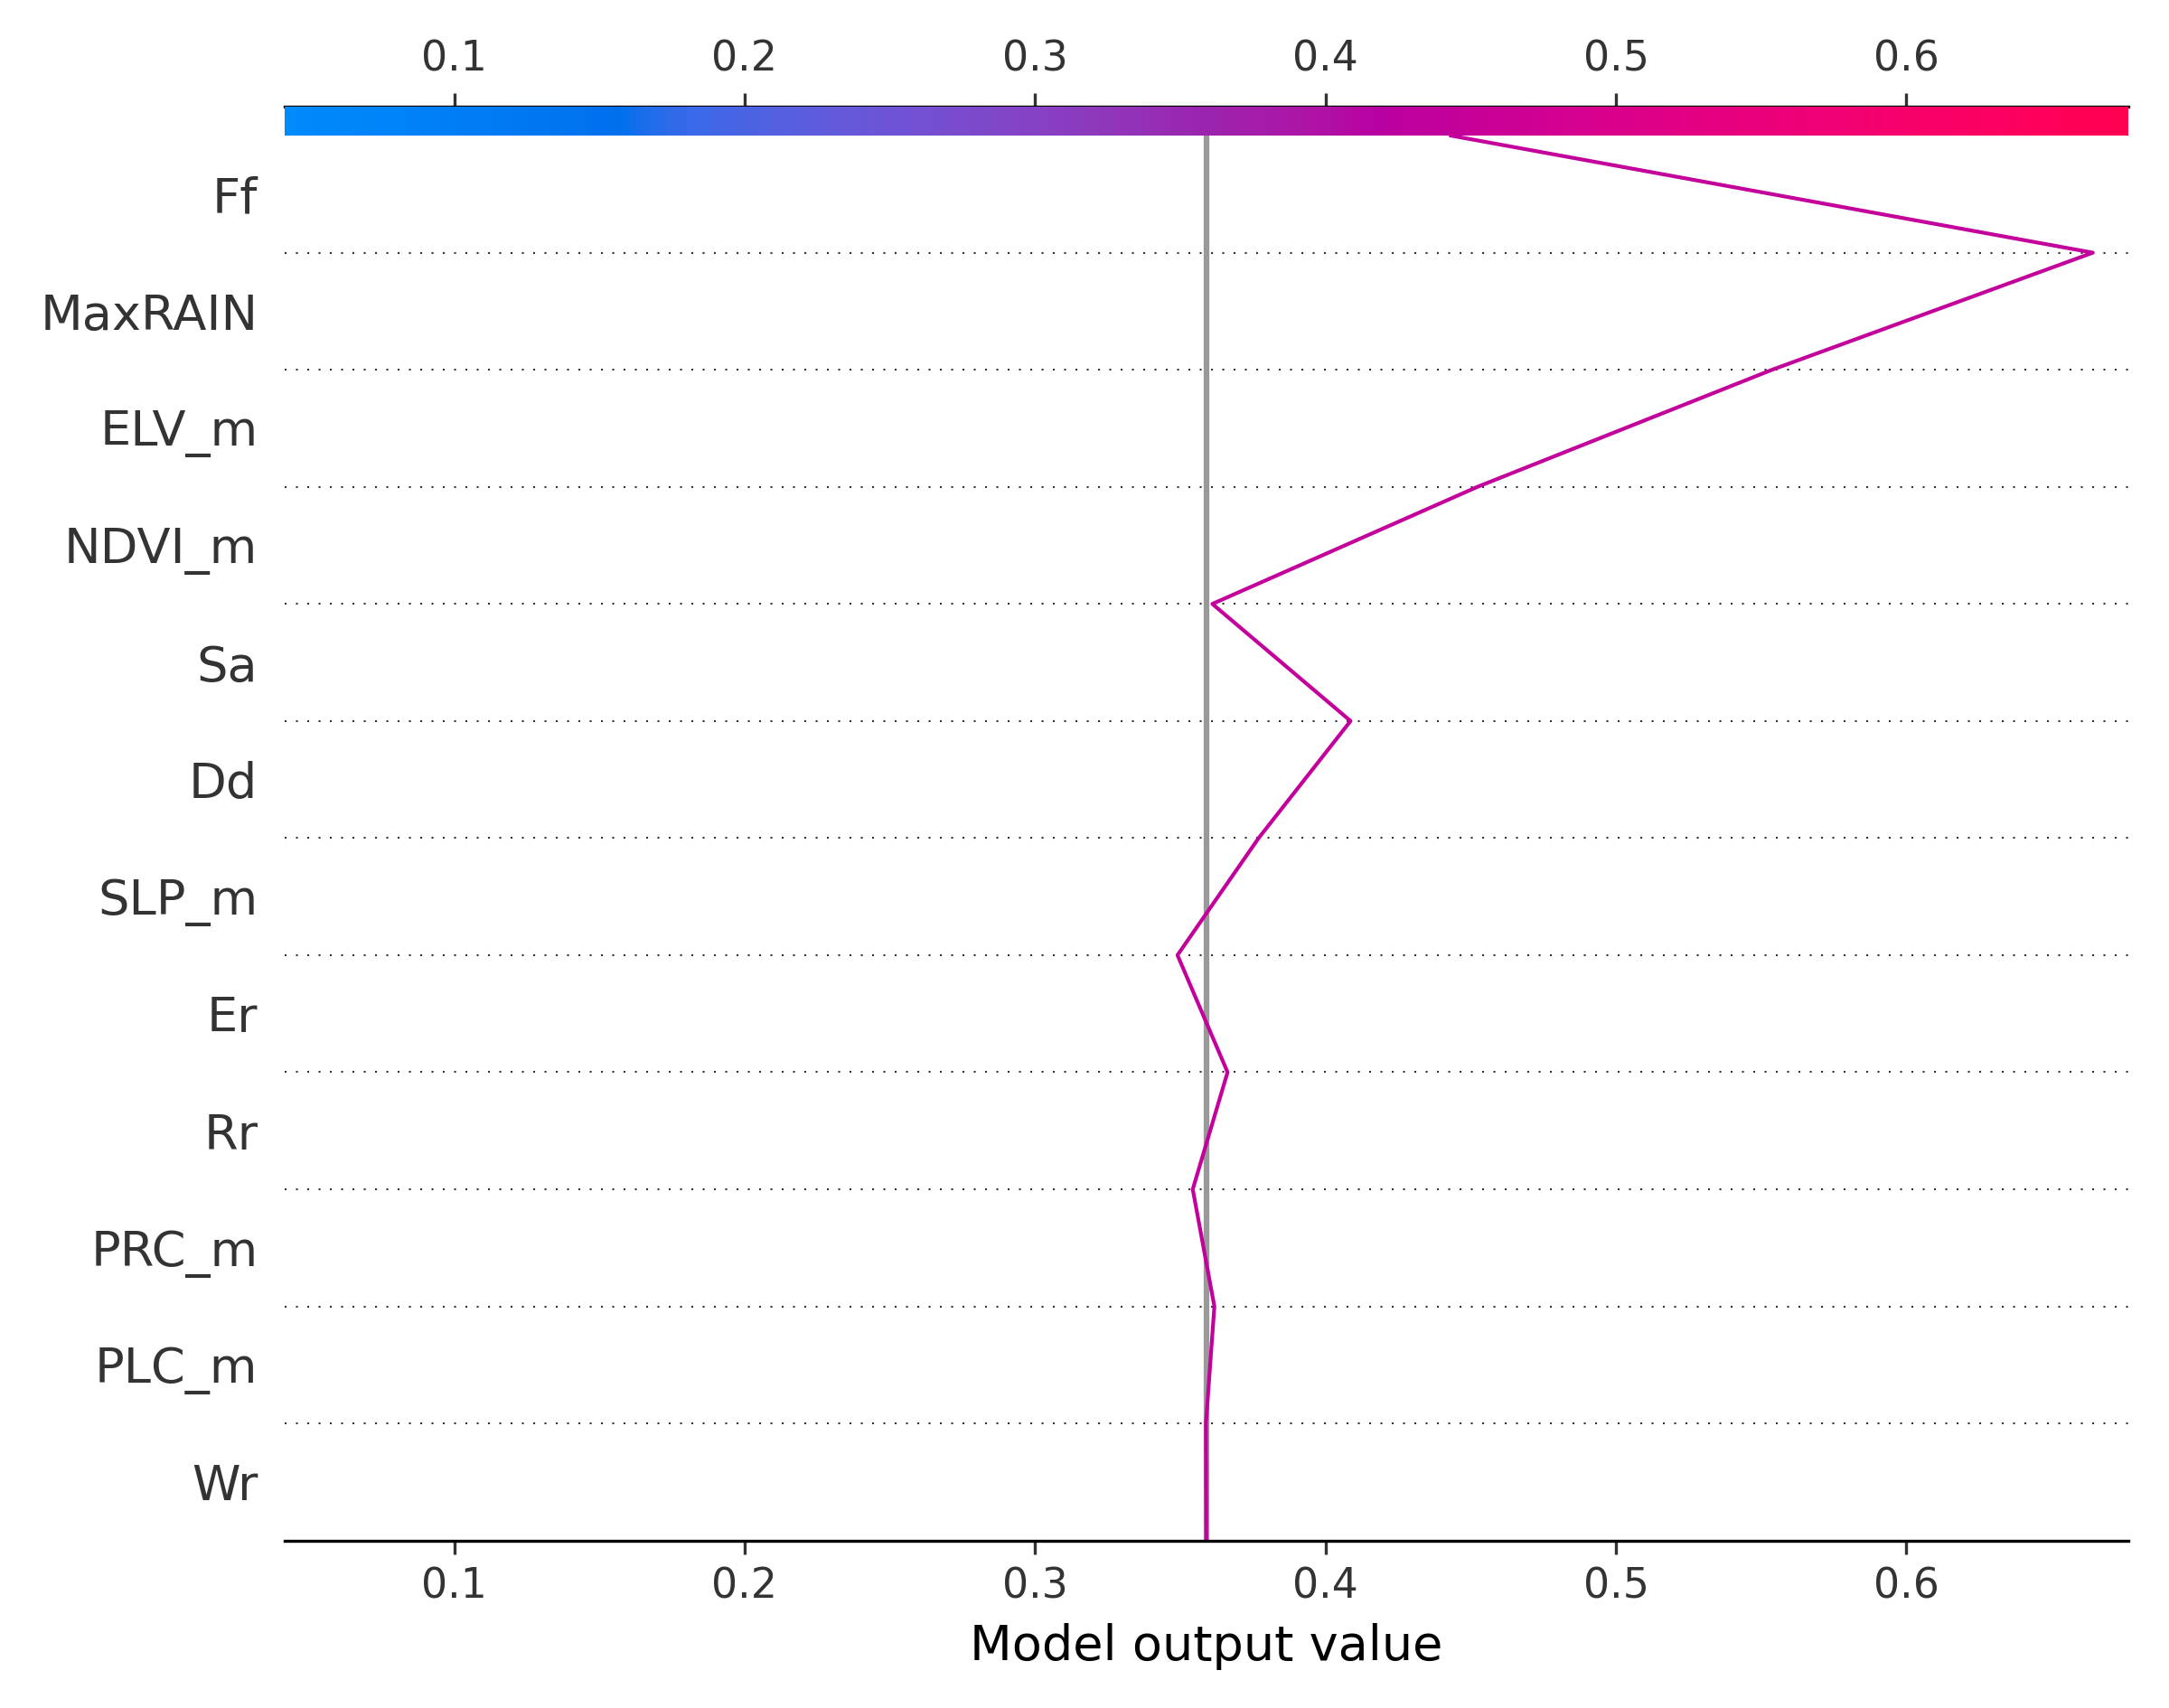 0.1 0.2 0.3 0.4 0.5 0.6
Ff
MaxRAIN
ELV_m
NDVI_m
Sa
Dd
SLP_m
Er
Rr
PRC_m
PLC_m
Wr
0.1 0.2 0.3 0.4 0.5 0.6
Model output value